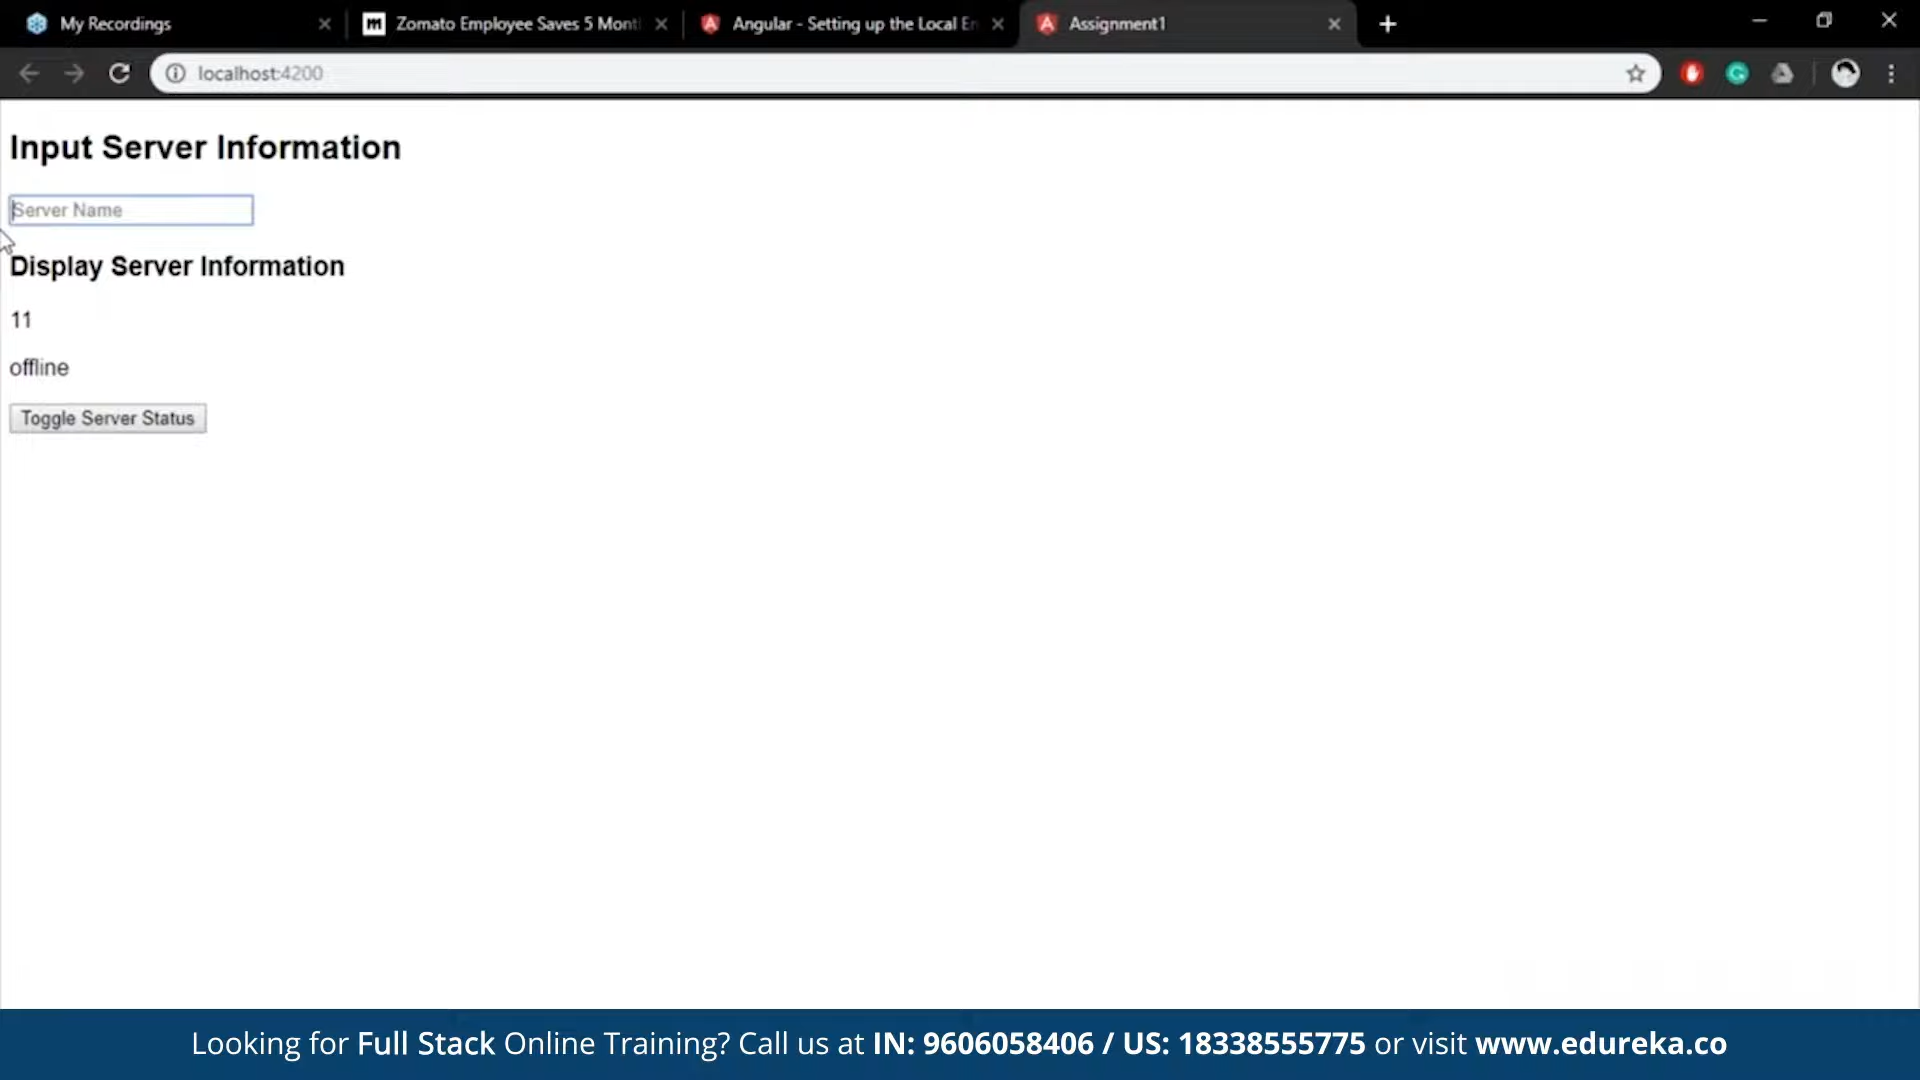 My Recordings
Zomato Employee Saves 5 Mont
Angular - Setting up the Local En
Assignment1
localhost:4200
Input Server Information
Server Name
Display Server Information
11
offline
Toggle Server Status
Looking for Full Stack Online Training? Call us at IN: 9606058406 / US: 18338555775 or visit www.edureka.co